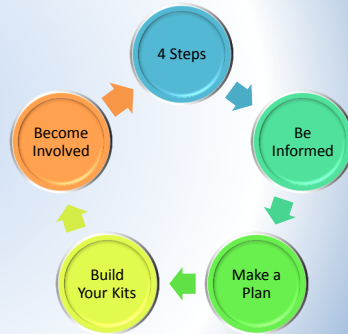 4 Steps
Be
Informed
Make a
Plan
Build
Your Kits
Become
Involved